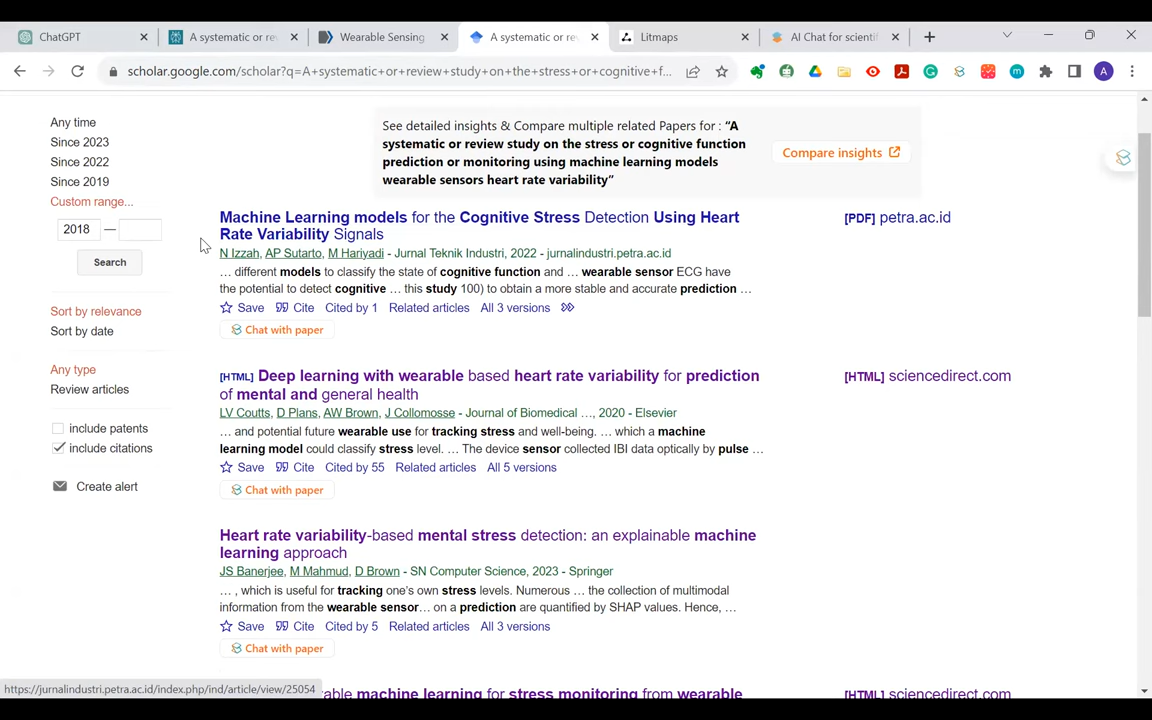 ChatGPT
A systematic or re
Wearable Sensing
A systematic or re
Litmaps
AI Chat for scientif
scholar.google.com/scholar?q=A+systematic+or+review+study+on+the+stress+or+cognitive+f...
A
Any time
Since 2023
Since 2022
Since 2019
Custom range...
2018 —
Search
Sort by relevance
Sort by date
Any type
Review articles
include patents
include citations
Create alert
See detailed insights & Compare multiple related Papers for : “A
systematic or review study on the stress or cognitive function
prediction or monitoring using machine learning models
wearable sensors heart rate variability”
Compare insights
Machine Learning models for the Cognitive Stress Detection Using Heart
Rate Variability Signals
[PDF] petra.ac.id
N Izzah, AP Sutarto, M Hariyadi - Jurnal Teknik Industri, 2022 - jurnalindustri.petra.ac.id
... different models to classify the state of cognitive function and ... wearable sensor ECG have
the potential to detect cognitive ... this study 100) to obtain a more stable and accurate prediction ...
Save Cite Cited by 1 Related articles All 3 versions
Chat with paper
[HTML] Deep learning with wearable based heart rate variability for prediction
of mental and general health
[HTML] sciencedirect.com
LV Coutts, D Plans, AW Brown, J Collomosse - Journal of Biomedical ..., 2020 - Elsevier
... and potential future wearable use for tracking stress and well-being. ... which a machine
learning model could classify stress level. ... The device sensor collected IBI data optically by pulse ...
Save Cite Cited by 55 Related articles All 5 versions
Chat with paper
Heart rate variability-based mental stress detection: an explainable machine
learning approach
JS Banerjee, M Mahmud, D Brown - SN Computer Science, 2023 - Springer
... , which is useful for tracking one's own stress levels. Numerous ... the collection of multimodal
information from the wearable sensor... on a prediction are quantified by SHAP values. Hence, ...
Save Cite Cited by 5 Related articles All 3 versions
Chat with paper
able machine learning for stress monitoring from wearable
[HTML] sciencedirect.com
https://jurnalindustri.petra.ac.id/index.php/ind/article/view/25054